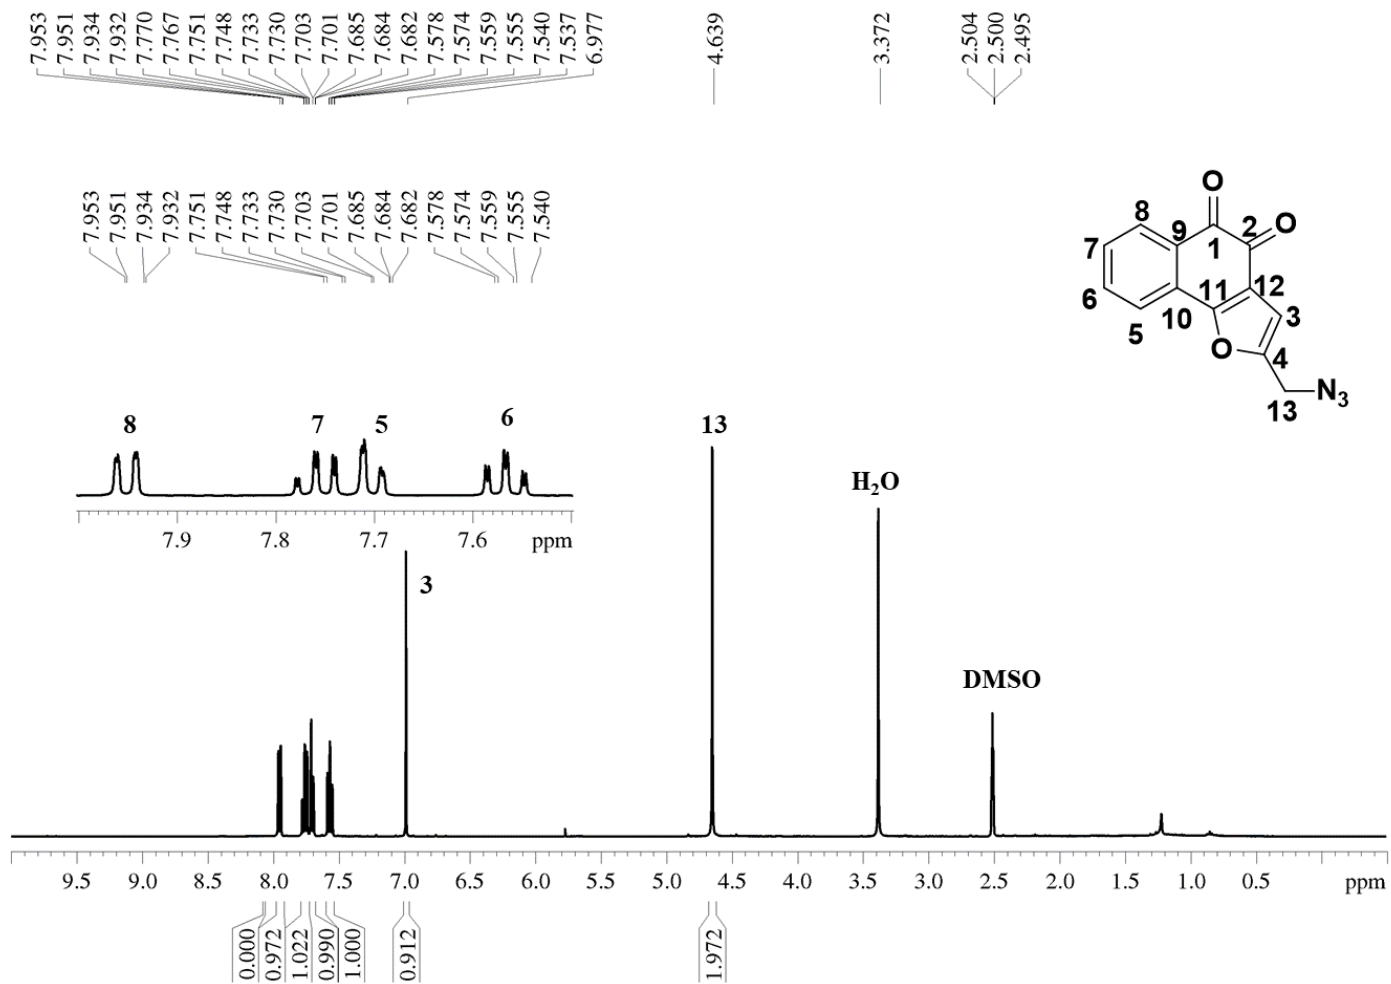 7.953 7.951 7.934 7.932 7.770 7.767 7.751 7.748 7.733 7.730 7.703 7.701 7.685 7.684 7.682 7.578 7.574 7.559 7.555 7.540 7.537 6.977 4.639 3.372 2.504 2.500 2.495
7.953 7.951 7.934 7.932 7.751 7.748 7.733 7.730 7.703 7.701 7.685 7.684 7.682 7.578 7.574 7.559 7.555 7.540
O
8 9 2 O
7 1
6 11 12
5 10 3
O 4
13 N3
8 7 5 6 13
H2O
7.9 7.8 7.7 7.6 ppm
3
DMSO
9.5 9.0 8.5 8.0 7.5 7.0 6.5 6.0 5.5 5.0 4.5 4.0 3.5 3.0 2.5 2.0 1.5 1.0 0.5 ppm
0.000 0.972 1.022 0.990 1.000 0.912 1.972